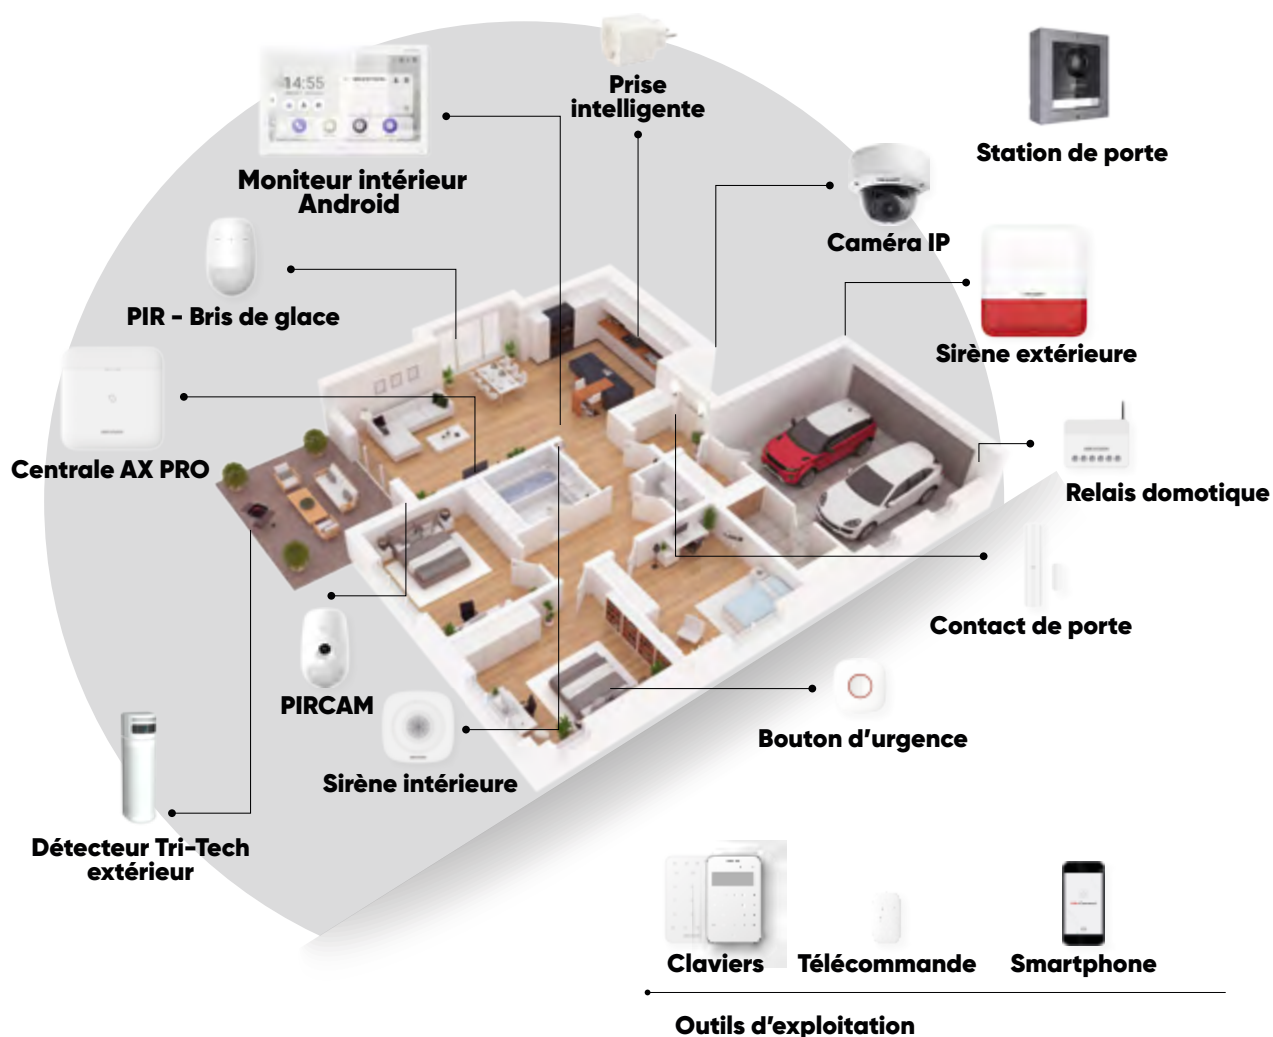 14:55
Prise
intelligente
Station de porte
Moniteur intérieur
Android
Caméra IP
PIR - Bris de glace
Sirène extérieure
Centrale AX PRO
Relais domotique
Contact de porte
PIRCAM
Bouton d'urgence
Sirène intérieure
Détecteur Tri-Tech
extérieur
Claviers
Télécommande
Smartphone
Outils d'exploitation